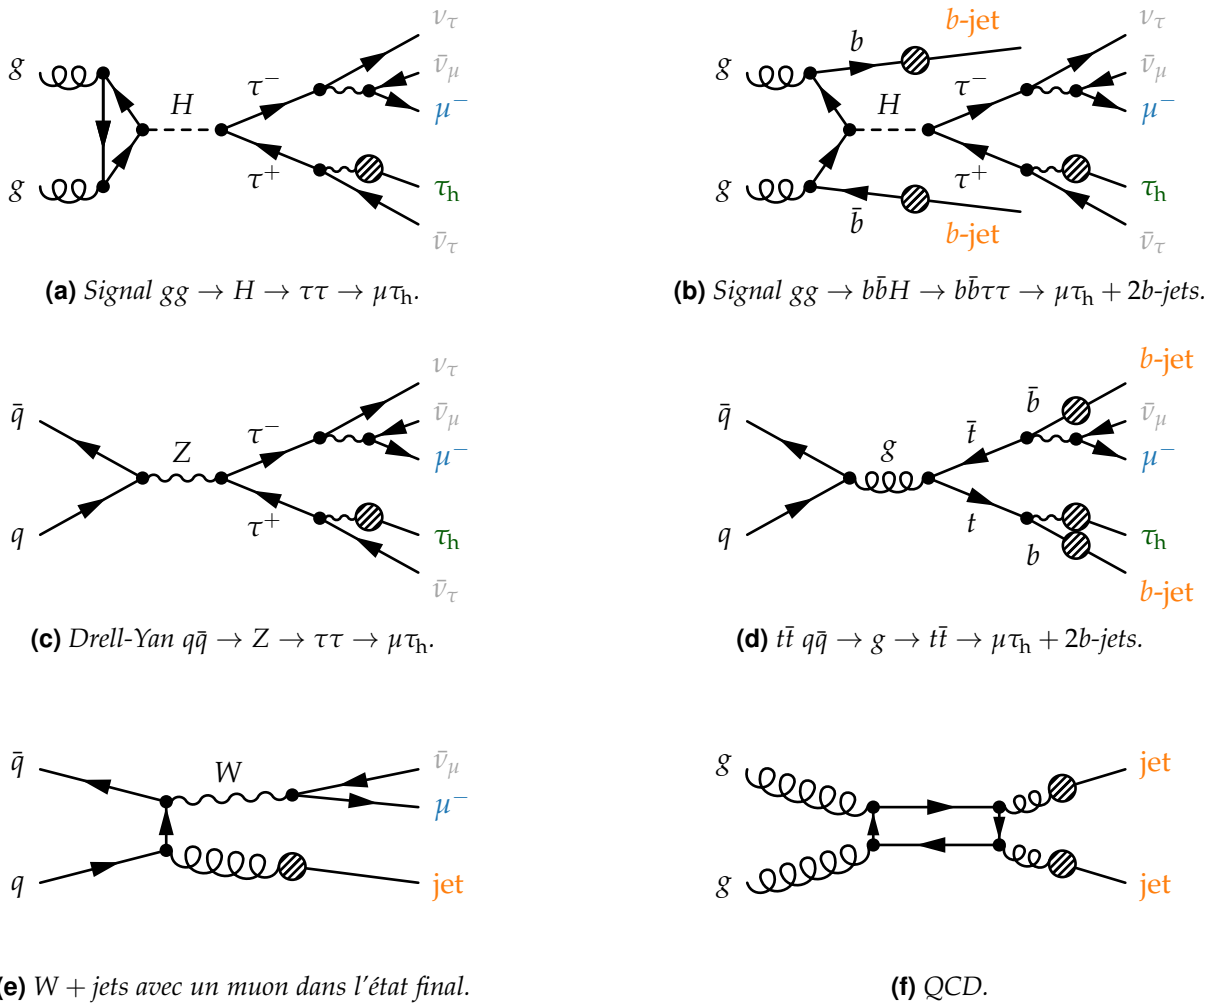 g
g
H
τ⁻
τ⁺
ν_τ
ν̄_μ
μ⁻
τ_h
ν̄_τ
(a) Signal gg → H → ττ → μτ_h.
g
g
b
b̄
H
τ⁻
τ⁺
b-jet
b-jet
ν_τ
ν̄_μ
μ⁻
τ_h
ν̄_τ
(b) Signal gg → bb̄H → bb̄ττ → μτ_h + 2b-jets.
q̄
q
Z
τ⁻
τ⁺
ν_τ
ν̄_μ
μ⁻
τ_h
ν̄_τ
(c) Drell-Yan qq̄ → Z → ττ → μτ_h.
q̄
q
g
t̄
t
b̄
b
b-jet
ν̄_μ
μ⁻
τ_h
b-jet
(d) tt̄ qq̄ → g → tt̄ → μτ_h + 2b-jets.
q̄
q
W
ν̄_μ
μ⁻
jet
(e) W + jets avec un muon dans l'état final.
g
g
jet
jet
(f) QCD.